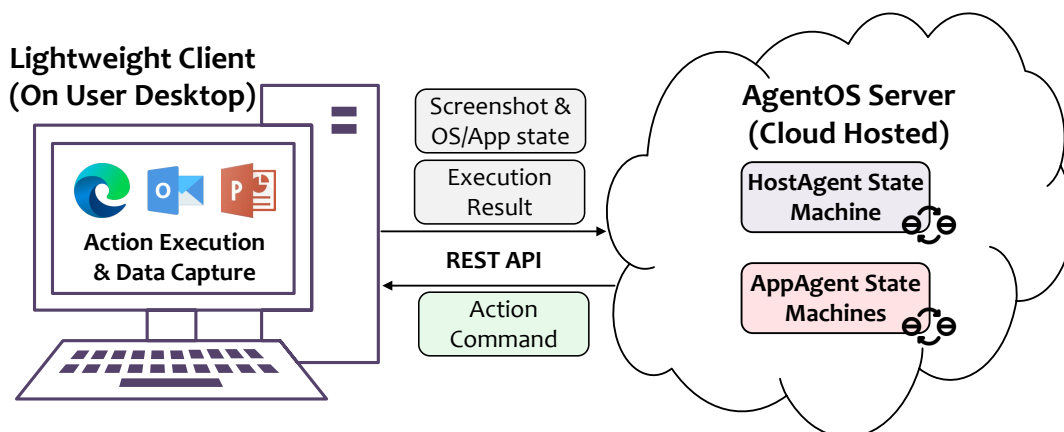 Lightweight Client
(On User Desktop)
O
P
Action Execution
& Data Capture
Screenshot &
OS/App state
Execution
Result
REST API
Action
Command
AgentOS Server
(Cloud Hosted)
HostAgent State
Machine
AppAgent State
Machines